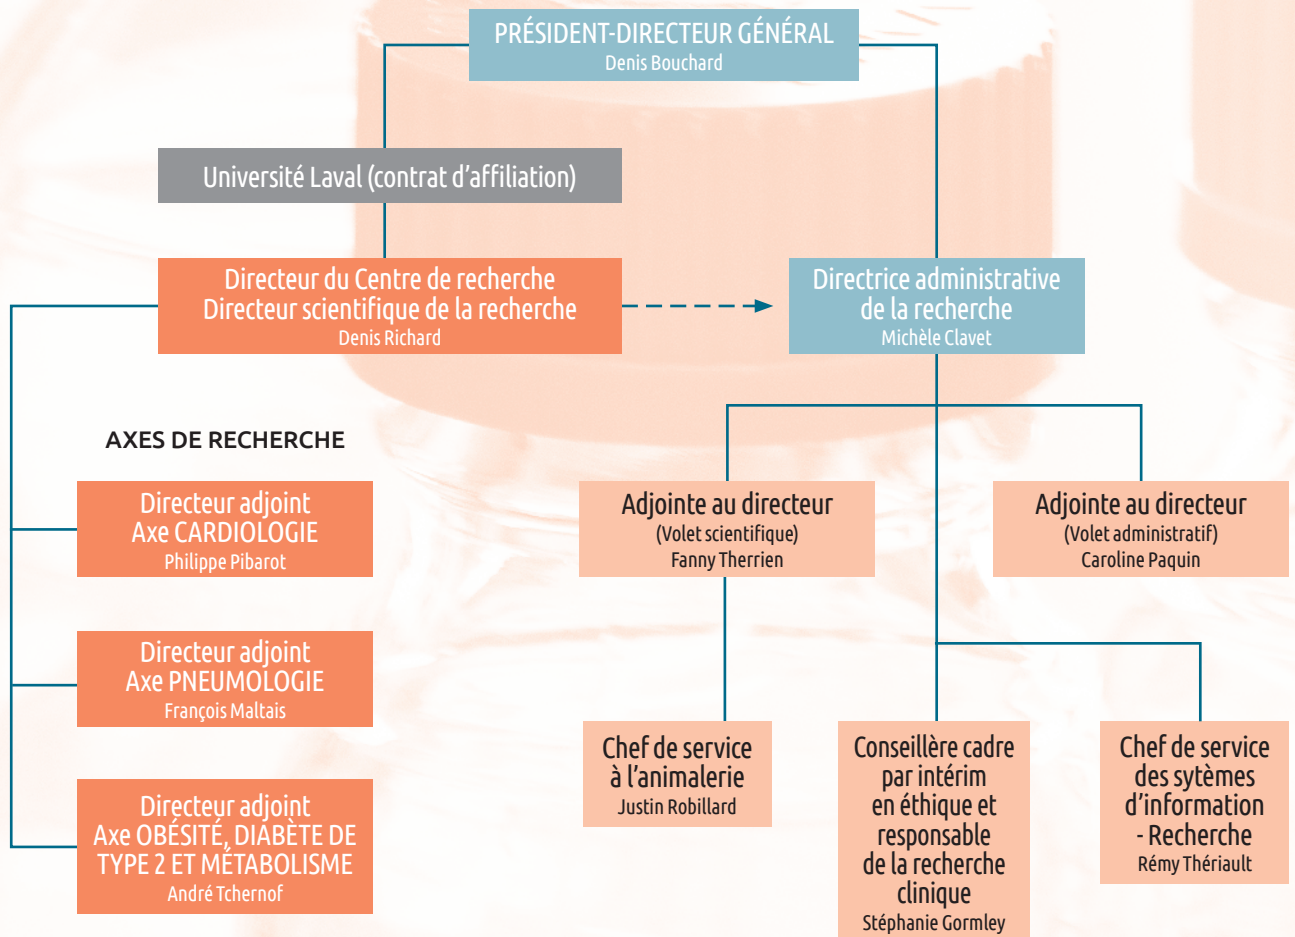 PRÉSIDENT-DIRECTEUR GÉNÉRAL
Denis Bouchard
Université Laval (contrat d’affiliation)
Directeur du Centre de recherche
Directeur scientifique de la recherche
Denis Richard
Directrice administrative
de la recherche
Michèle Clavet
AXES DE RECHERCHE
Directeur adjoint
Axe CARDIOLOGIE
Philippe Pibarot
Directeur adjoint
Axe PNEUMOLOGIE
François Maltais
Directeur adjoint
Axe OBÉSITÉ, DIABÈTE DE
TYPE 2 ET MÉTABOLISME
André Tchernof
Adjointe au directeur
(Volet scientifique)
Fanny Therrien
Adjointe au directeur
(Volet administratif)
Caroline Paquin
Chef de service
à l’animalerie
Justin Robillard
Conseillère cadre
par intérim
en éthique et
responsable
de la recherche
clinique
Stéphanie Gormley
Chef de service
des sytèmes
d’information
- Recherche
Rémy Thériault